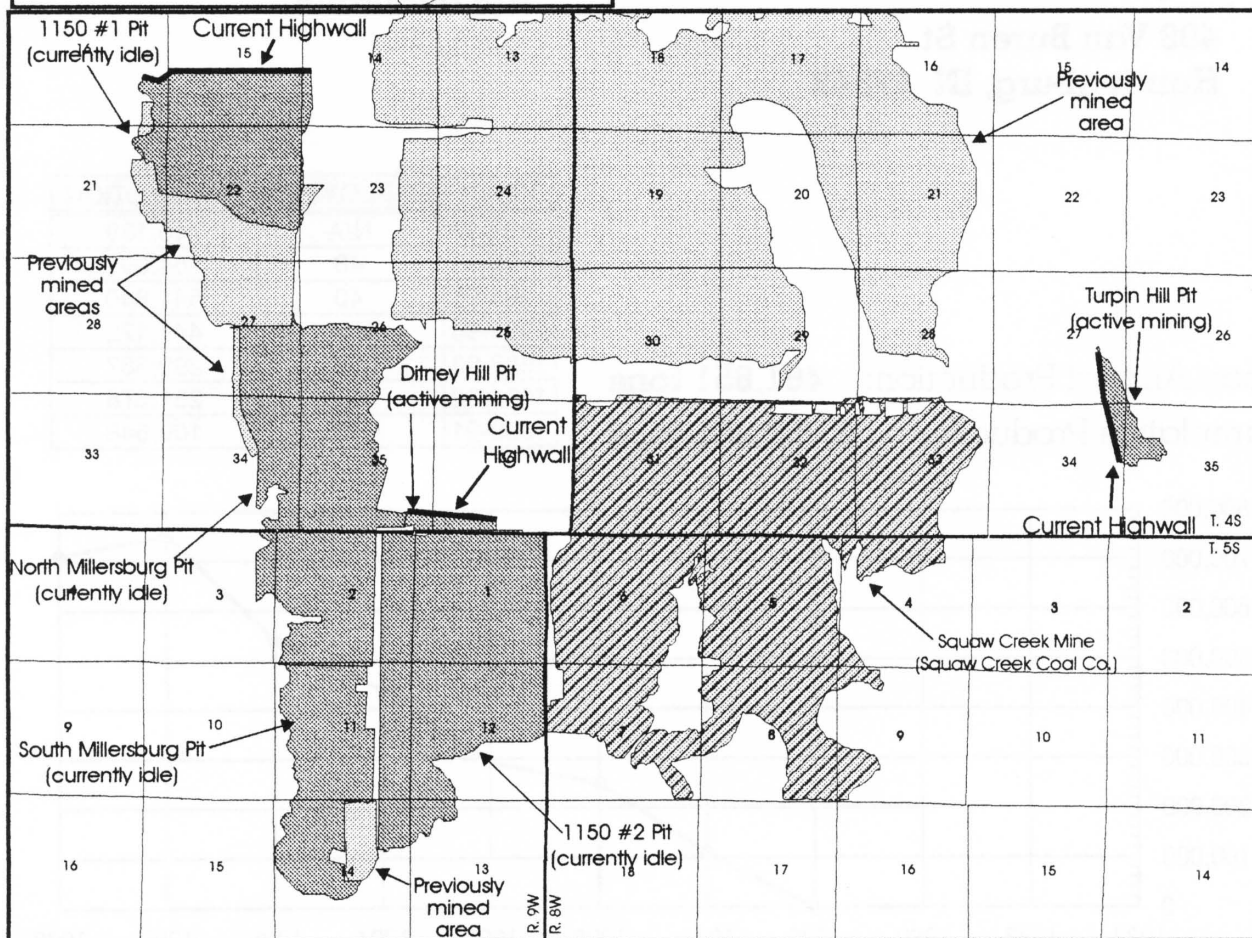 1150 #1 Pit
(currently idle)
Current Highwall
15
14
13
18
17
16
15
14
Previously
mined
area
21
22
23
24
19
20
21
22
23
Previously
mined
areas
28
27
26
25
30
29
28
27
26
Turpin Hill Pit
(active mining)
Ditney Hill Pit
(active mining)
Current
Highwall
33
34
35
31
32
33
34
35
Current Highwall
T. 4S
T. 5S
North Millersburg Pit
(currently idle)
3
2
1
6
5
4
3
2
Squaw Creek Mine
(Squaw Creek Coal Co.)
9
10
11
12
7
8
9
10
11
South Millersburg Pit
(currently idle)
1150 #2 Pit
(currently idle)
16
15
14
13
18
17
16
15
14
Previously
mined
area
R. 9W
R. 8W